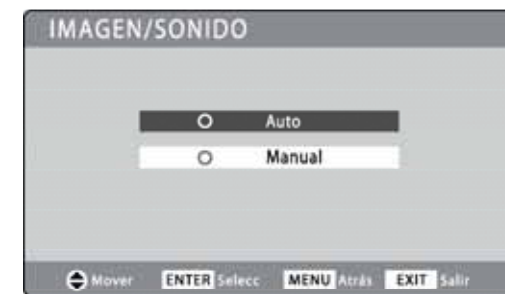 IMAGEN/SONIDO
Auto
Manual
Mover ENTER Selecc MENU Atrás EXIT Salir